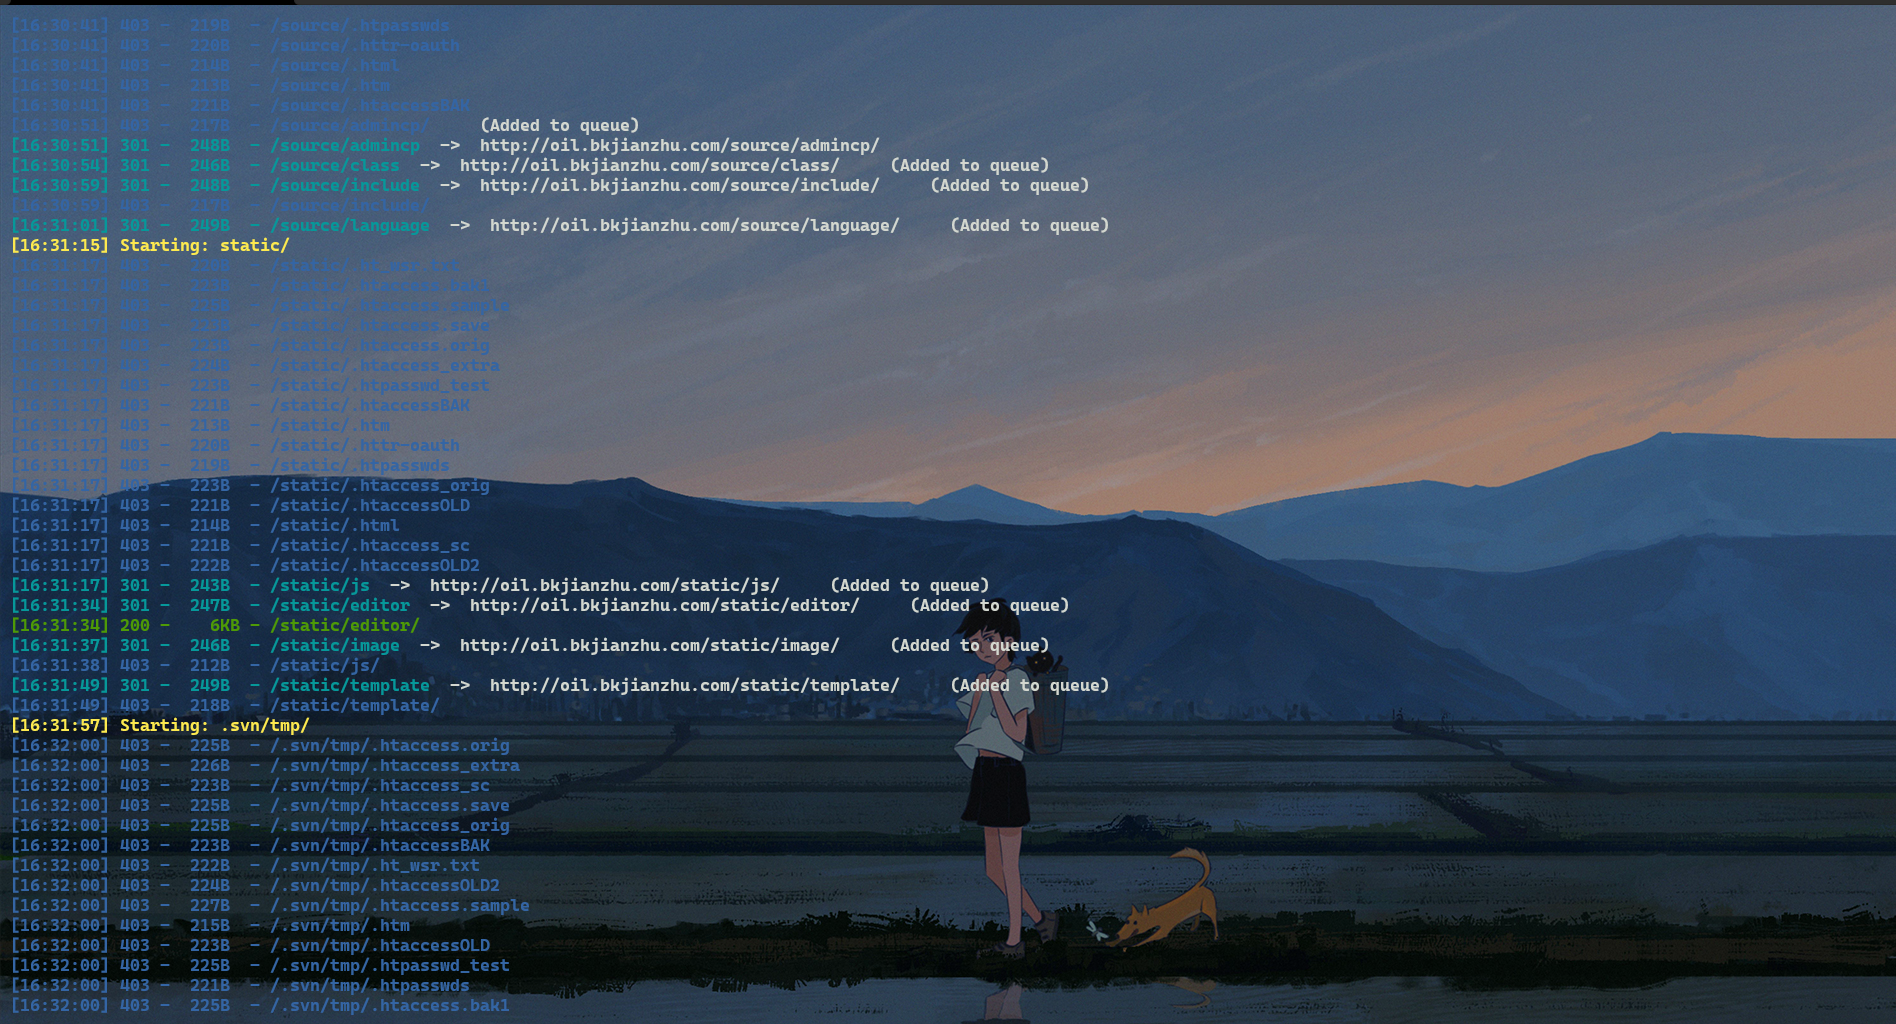 [16:30:41] 403 -  219B  - /source/.htpasswds
[16:30:41] 403 -  220B  - /source/.httr-oauth
[16:30:41] 403 -  214B  - /source/.html
[16:30:41] 403 -  213B  - /source/.htm
[16:30:41] 403 -  221B  - /source/.htaccessBAK
[16:30:51] 403 -  217B  - /source/admincp/     (Added to queue)
[16:30:51] 301 -  248B  - /source/admincp  ->  http://oil.bkjianzhu.com/source/admincp/
[16:30:54] 301 -  246B  - /source/class  ->  http://oil.bkjianzhu.com/source/class/     (Added to queue)
[16:30:59] 301 -  248B  - /source/include  ->  http://oil.bkjianzhu.com/source/include/     (Added to queue)
[16:30:59] 403 -  217B  - /source/include/
[16:31:01] 301 -  249B  - /source/language  ->  http://oil.bkjianzhu.com/source/language/     (Added to queue)
[16:31:15] Starting: static/
[16:31:17] 403 -  220B  - /static/.ht_wsr.txt
[16:31:17] 403 -  223B  - /static/.htaccess.bak1
[16:31:17] 403 -  225B  - /static/.htaccess.sample
[16:31:17] 403 -  223B  - /static/.htaccess.save
[16:31:17] 403 -  223B  - /static/.htaccess.orig
[16:31:17] 403 -  224B  - /static/.htaccess_extra
[16:31:17] 403 -  223B  - /static/.htpasswd_test
[16:31:17] 403 -  221B  - /static/.htaccessBAK
[16:31:17] 403 -  213B  - /static/.htm
[16:31:17] 403 -  220B  - /static/.httr-oauth
[16:31:17] 403 -  219B  - /static/.htpasswds
[16:31:17] 403 -  223B  - /static/.htaccess_orig
[16:31:17] 403 -  221B  - /static/.htaccessOLD
[16:31:17] 403 -  214B  - /static/.html
[16:31:17] 403 -  221B  - /static/.htaccess_sc
[16:31:17] 403 -  222B  - /static/.htaccessOLD2
[16:31:17] 301 -  243B  - /static/js  ->  http://oil.bkjianzhu.com/static/js/     (Added to queue)
[16:31:34] 301 -  247B  - /static/editor  ->  http://oil.bkjianzhu.com/static/editor/     (Added to queue)
[16:31:34] 200 -    6KB - /static/editor/
[16:31:37] 301 -  246B  - /static/image  ->  http://oil.bkjianzhu.com/static/image/     (Added to queue)
[16:31:38] 403 -  212B  - /static/js/
[16:31:49] 301 -  249B  - /static/template  ->  http://oil.bkjianzhu.com/static/template/     (Added to queue)
[16:31:49] 403 -  218B  - /static/template/
[16:31:57] Starting: .svn/tmp/
[16:32:00] 403 -  225B  - /.svn/tmp/.htaccess.orig
[16:32:00] 403 -  226B  - /.svn/tmp/.htaccess_extra
[16:32:00] 403 -  223B  - /.svn/tmp/.htaccess_sc
[16:32:00] 403 -  225B  - /.svn/tmp/.htaccess.save
[16:32:00] 403 -  225B  - /.svn/tmp/.htaccess_orig
[16:32:00] 403 -  223B  - /.svn/tmp/.htaccessBAK
[16:32:00] 403 -  222B  - /.svn/tmp/.ht_wsr.txt
[16:32:00] 403 -  224B  - /.svn/tmp/.htaccessOLD2
[16:32:00] 403 -  227B  - /.svn/tmp/.htaccess.sample
[16:32:00] 403 -  215B  - /.svn/tmp/.htm
[16:32:00] 403 -  223B  - /.svn/tmp/.htaccessOLD
[16:32:00] 403 -  225B  - /.svn/tmp/.htpasswd_test
[16:32:00] 403 -  221B  - /.svn/tmp/.htpasswds
[16:32:00] 403 -  225B  - /.svn/tmp/.htaccess.bak1